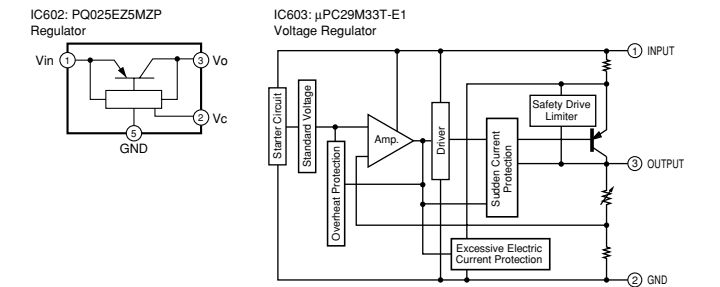 IC602: PQ025EZ5MZP
Regulator
Vin
1
3
Vo
2
Vc
5
GND
IC603: µPC29M33T-E1
Voltage Regulator
1 INPUT
Safety Drive
Limiter
Starter Circuit
Standard Voltage
Overheat Protection
Amp.
Driver
Sudden Current
Protection
3 OUTPUT
Excessive Electric
Current Protection
2 GND